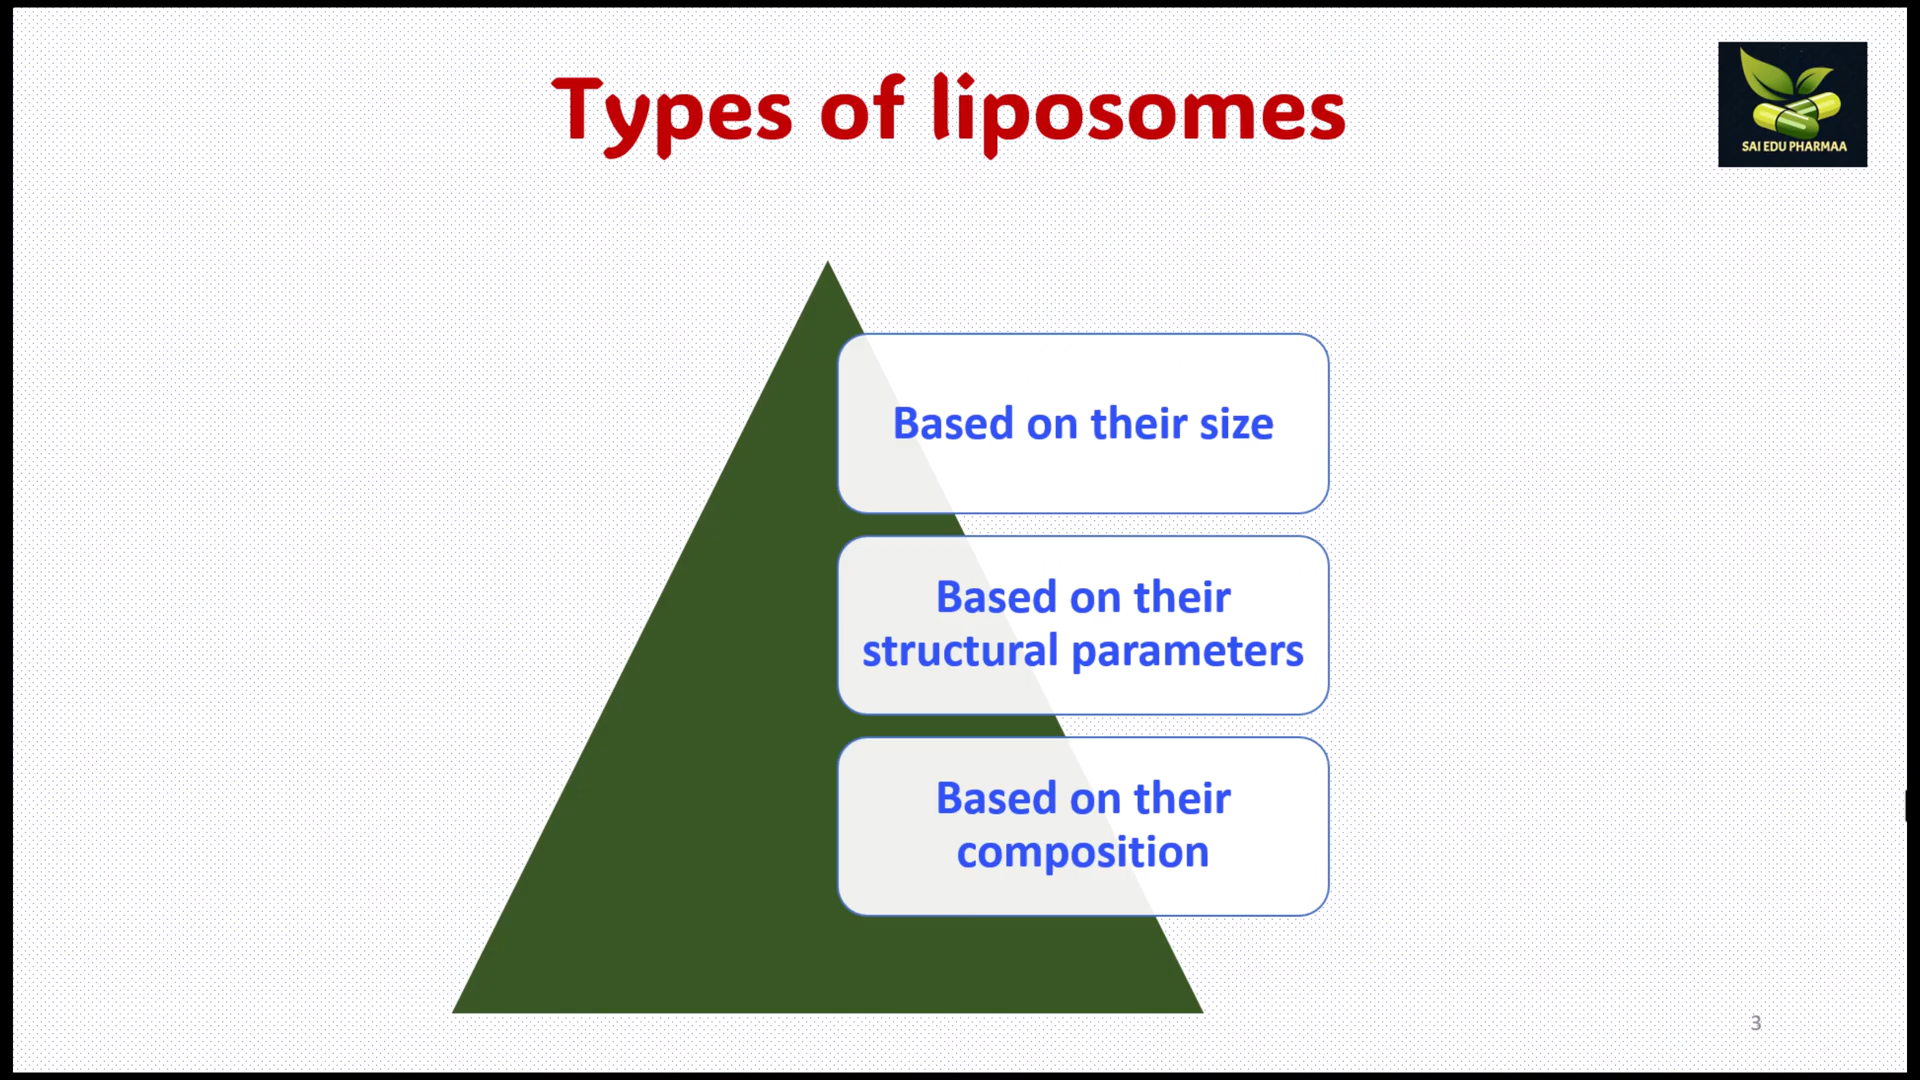 Types of liposomes
SAI EDU PHARMAA
Based on their size
Based on their
structural parameters
Based on their
composition
3